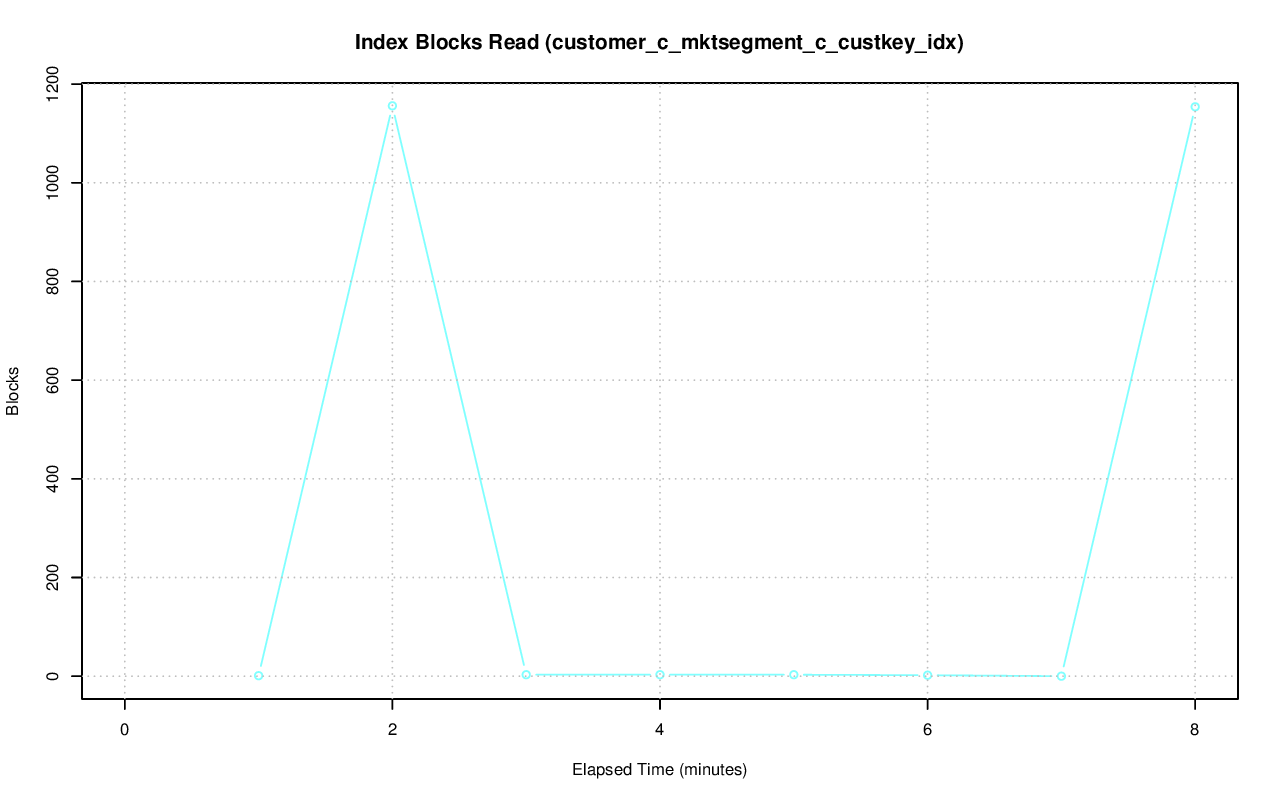 Index Blocks Read (customer_c_mktsegment_c_custkey_idx)
1200
1000
800
600
400
200
0
Blocks
0 2 4 6 8
Elapsed Time (minutes)